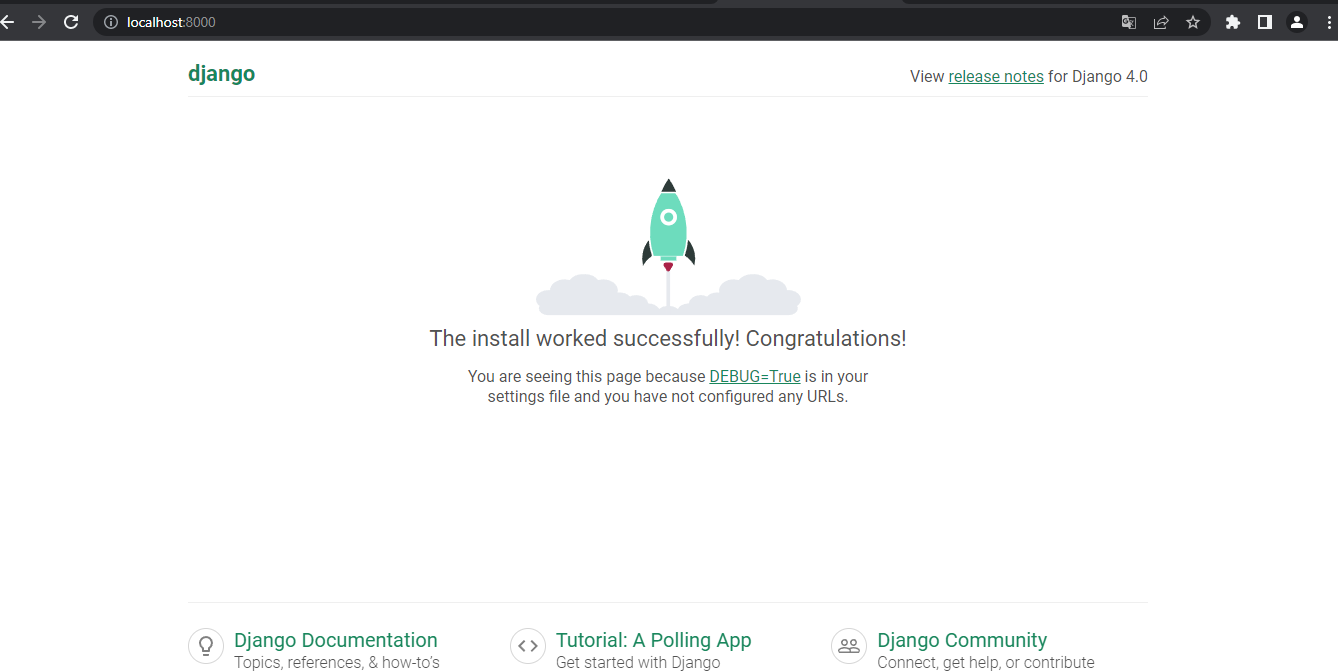 localhost:8000
django
View release notes for Django 4.0
The install worked successfully! Congratulations!
You are seeing this page because DEBUG=True is in your
settings file and you have not configured any URLs.
Django Documentation
Topics, references, & how-to’s
Tutorial: A Polling App
Get started with Django
Django Community
Connect, get help, or contribute